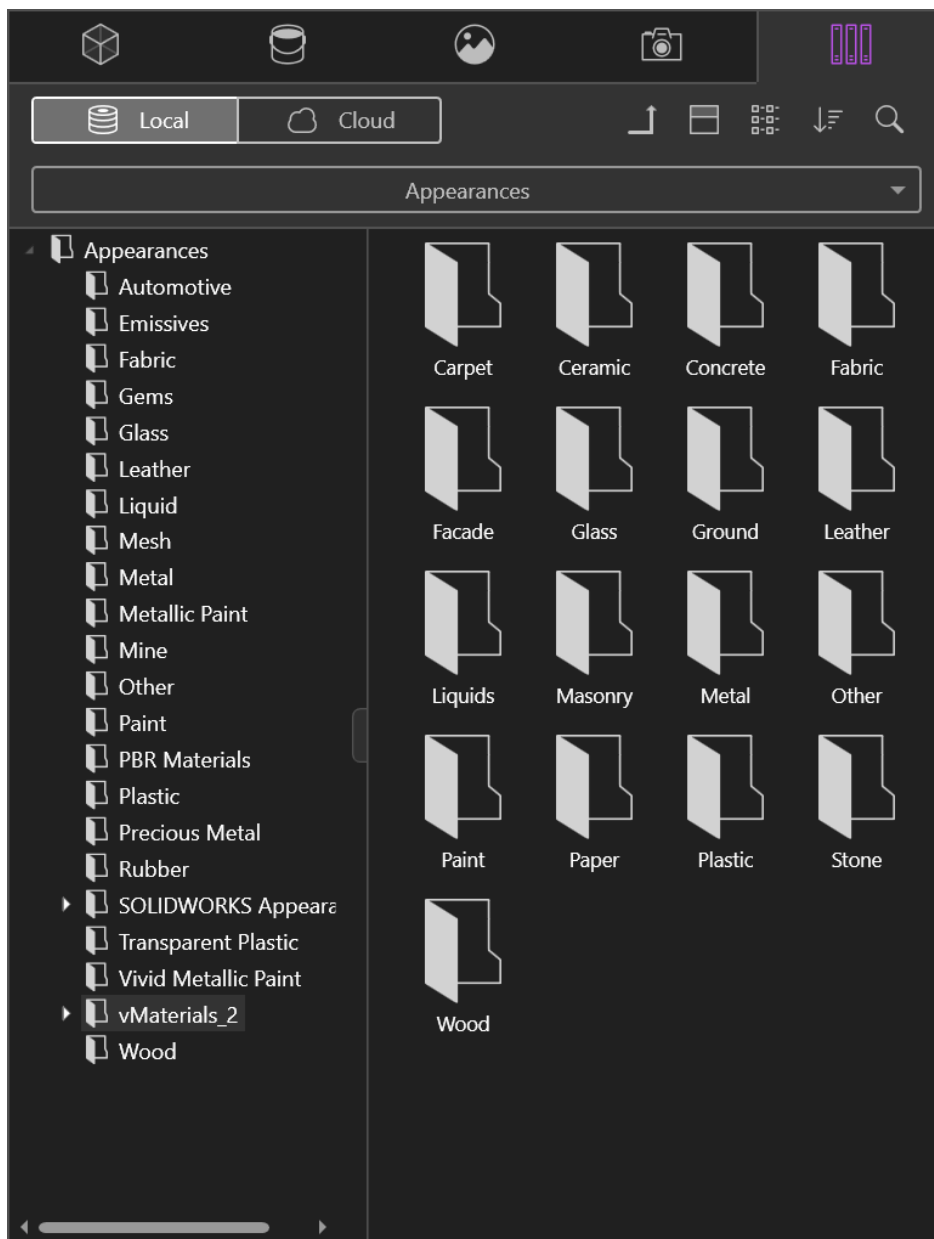 Local
Cloud
Appearances
Appearances
Automotive
Emissives
Fabric
Gems
Glass
Leather
Liquid
Mesh
Metal
Metallic Paint
Mine
Other
Paint
PBR Materials
Plastic
Precious Metal
Rubber
SOLIDWORKS Appeara
Transparent Plastic
Vivid Metallic Paint
vMaterials_2
Wood
Carpet Ceramic Concrete Fabric
Facade Glass Ground Leather
Liquids Masonry Metal Other
Paint Paper Plastic Stone
Wood